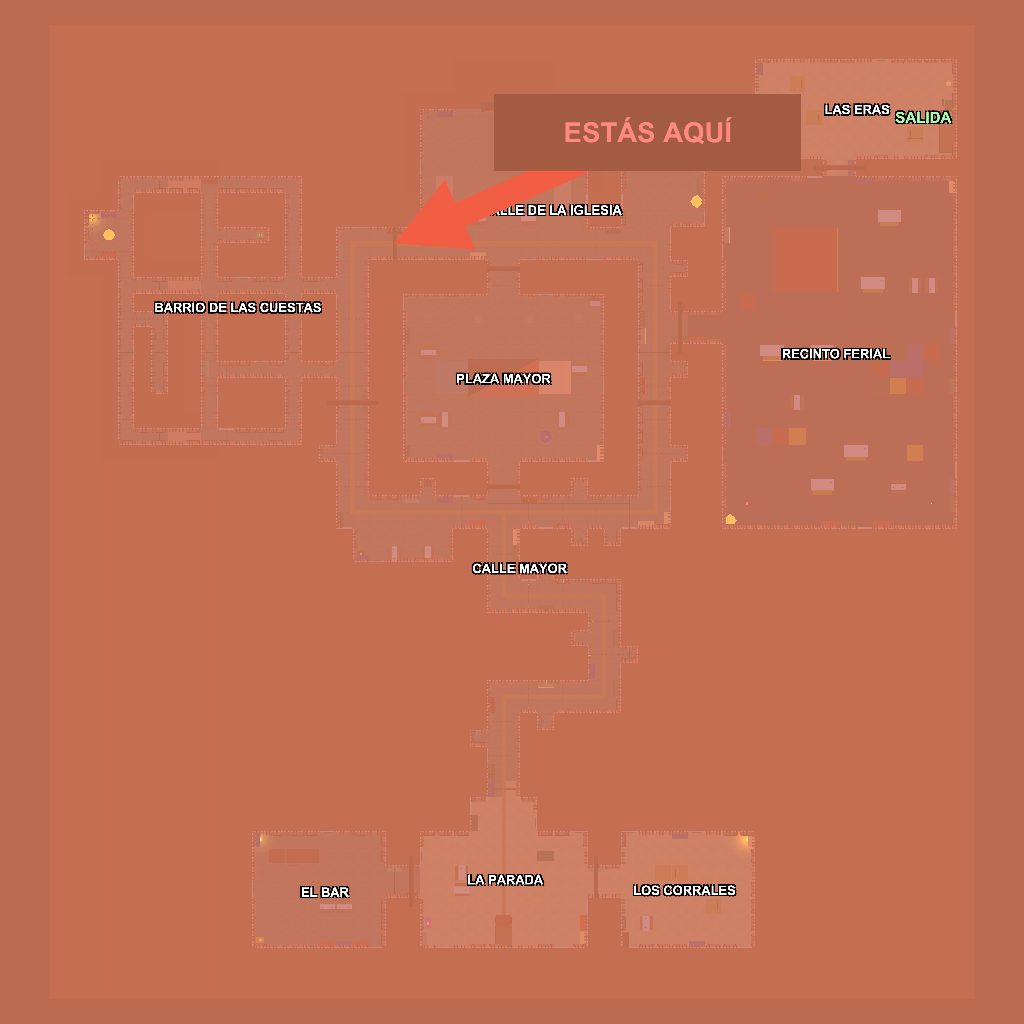 LAS ERAS
SALIDA
ESTÁS AQUÍ
ALLE DE LA IGLESIA
BARRIO DE LAS CUESTAS
RECINTO FERIAL
PLAZA MAYOR
CALLE MAYOR
LA PARADA
EL BAR
LOS CORRALES